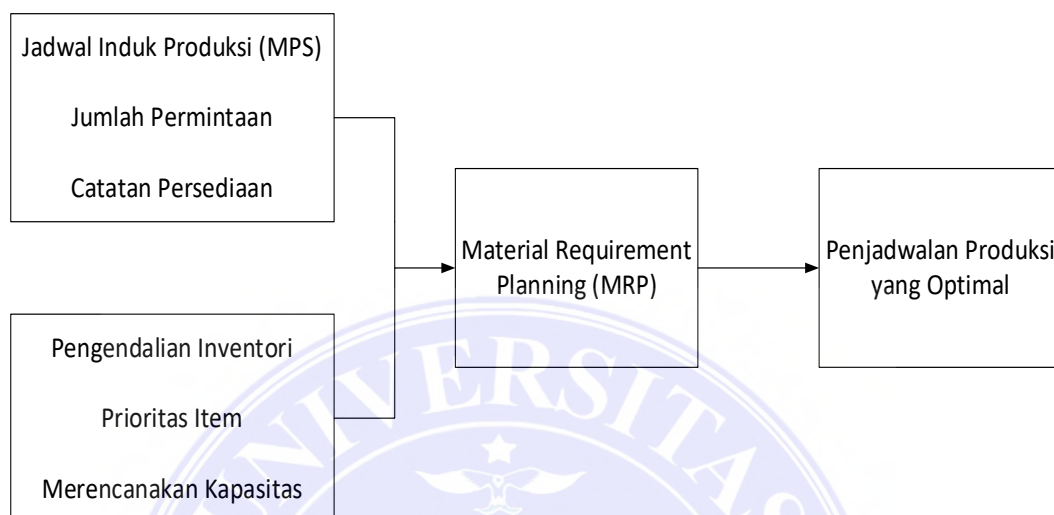 Jadwal Induk Produksi (MPS)
Jumlah Permintaan
Catatan Persediaan
Material Requirement
Planning (MRP)
Penjadwalan Produksi
yang Optimal
Pengendalian Inventori
Prioritas Item
Merencanakan Kapasitas
UNIVERSITAS